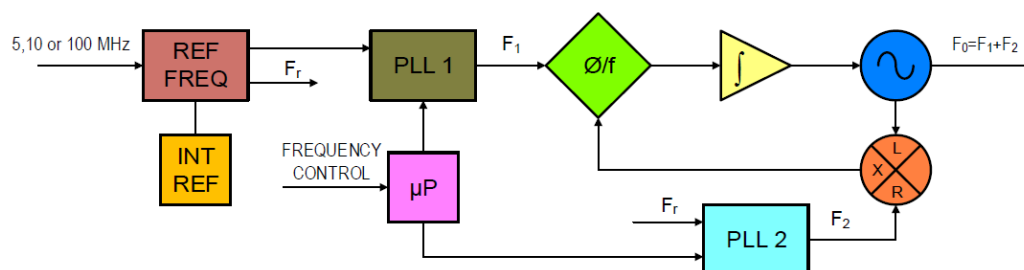 5,10 or 100 MHz
REF
FREQ
F₁
F₀=F₁+F₂
PLL 1
Ø/f
∫
Fᵣ
INT
REF
FREQUENCY
CONTROL
µP
L
X
R
Fᵣ
PLL 2
F₂